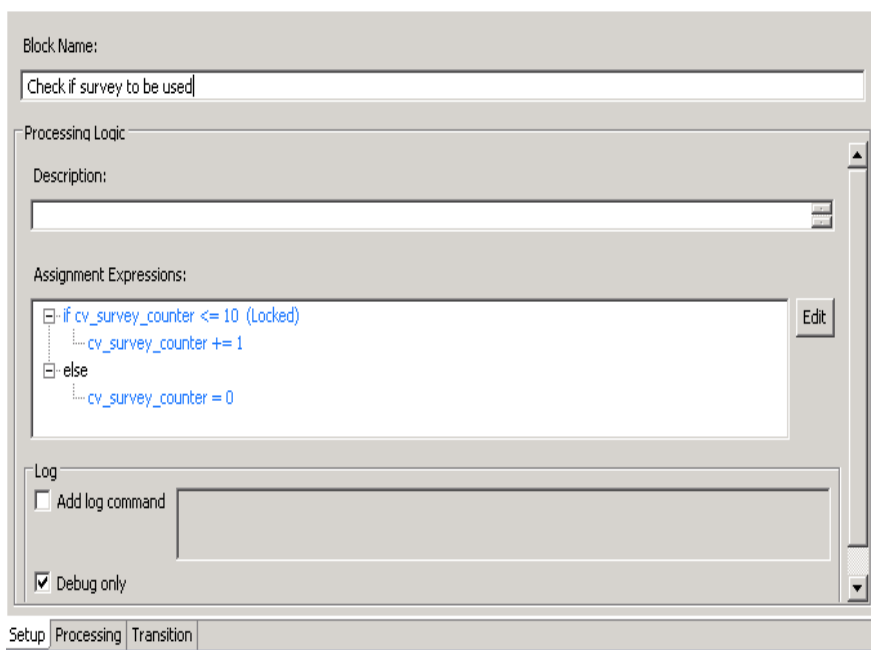 Block Name:
Check if survey to be used
Processing Logic
Description:
Assignment Expressions:
if cv_survey_counter <= 10 (Locked)
cv_survey_counter += 1
else
cv_survey_counter = 0
Edit
Log
Add log command
Debug only
Setup Processing Transition